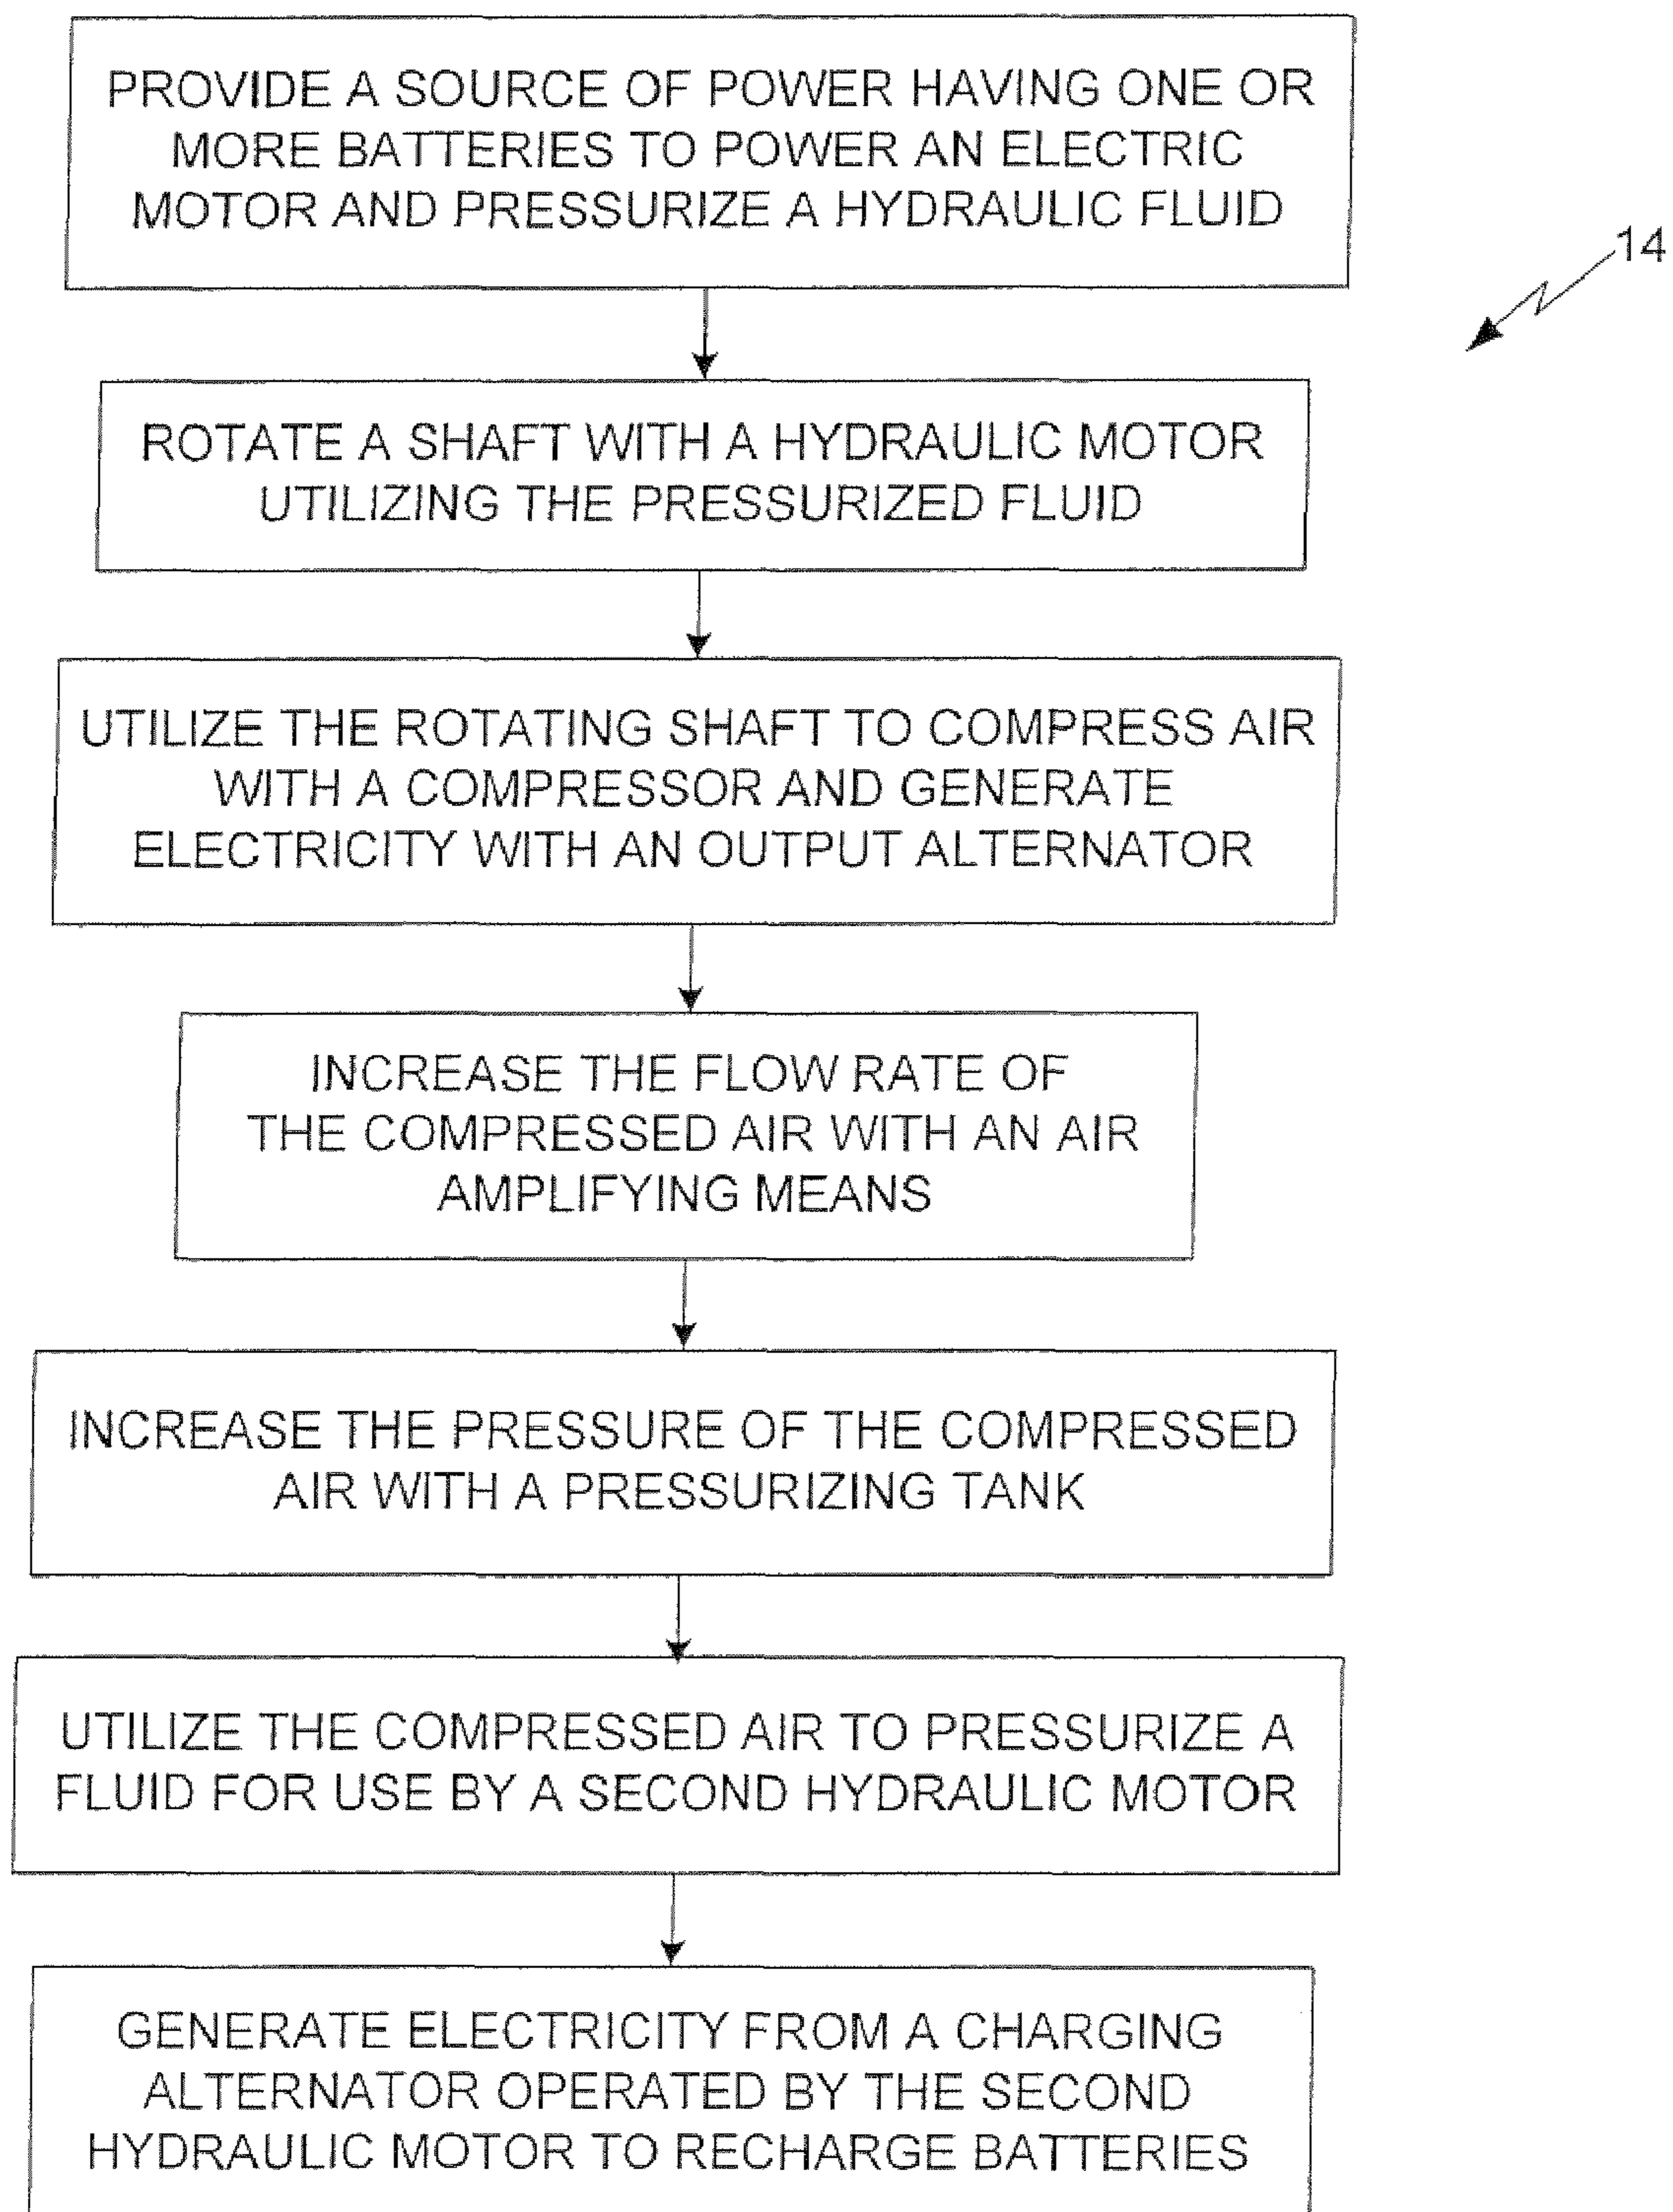 PROVIDE A SOURCE OF POWER HAVING ONE OR
MORE BATTERIES TO POWER AN ELECTRIC
MOTOR AND PRESSURIZE A HYDRAULIC FLUID
14
ROTATE A SHAFT WITH A HYDRAULIC MOTOR
UTILIZING THE PRESSURIZED FLUID
UTILIZE THE ROTATING SHAFT TO COMPRESS AIR
WITH A COMPRESSOR AND GENERATE
ELECTRICITY WITH AN OUTPUT ALTERNATOR
INCREASE THE FLOW RATE OF
THE COMPRESSED AIR WITH AN AIR
AMPLIFYING MEANS
INCREASE THE PRESSURE OF THE COMPRESSED
AIR WITH A PRESSURIZING TANK
UTILIZE THE COMPRESSED AIR TO PRESSURIZE A
FLUID FOR USE BY A SECOND HYDRAULIC MOTOR
GENERATE ELECTRICITY FROM A CHARGING
ALTERNATOR OPERATED BY THE SECOND
HYDRAULIC MOTOR TO RECHARGE BATTERIES